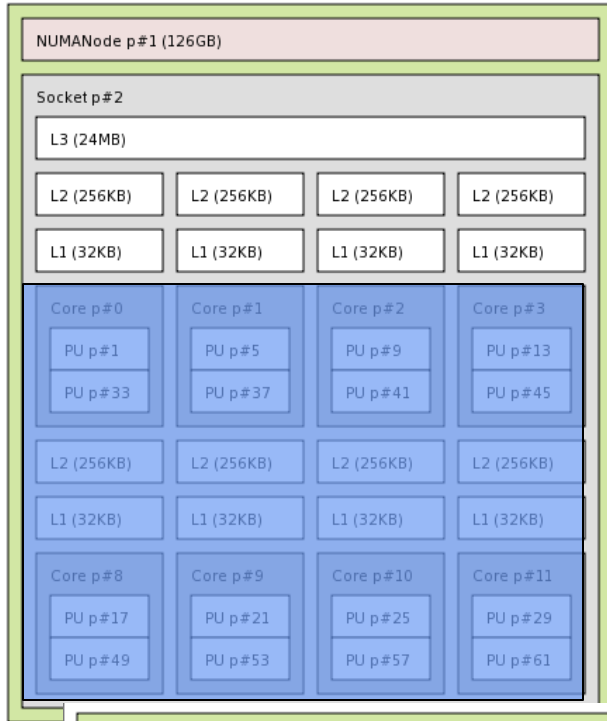 NUMANode p#1 (126GB)
Socket p#2
L3 (24MB)
L2 (256KB) L2 (256KB) L2 (256KB) L2 (256KB)
L1 (32KB) L1 (32KB) L1 (32KB) L1 (32KB)
Core p#0 Core p#1 Core p#2 Core p#3
PU p#1 PU p#5 PU p#9 PU p#13
PU p#33 PU p#37 PU p#41 PU p#45
L2 (256KB) L2 (256KB) L2 (256KB) L2 (256KB)
L1 (32KB) L1 (32KB) L1 (32KB) L1 (32KB)
Core p#8 Core p#9 Core p#10 Core p#11
PU p#17 PU p#21 PU p#25 PU p#29
PU p#49 PU p#53 PU p#57 PU p#61